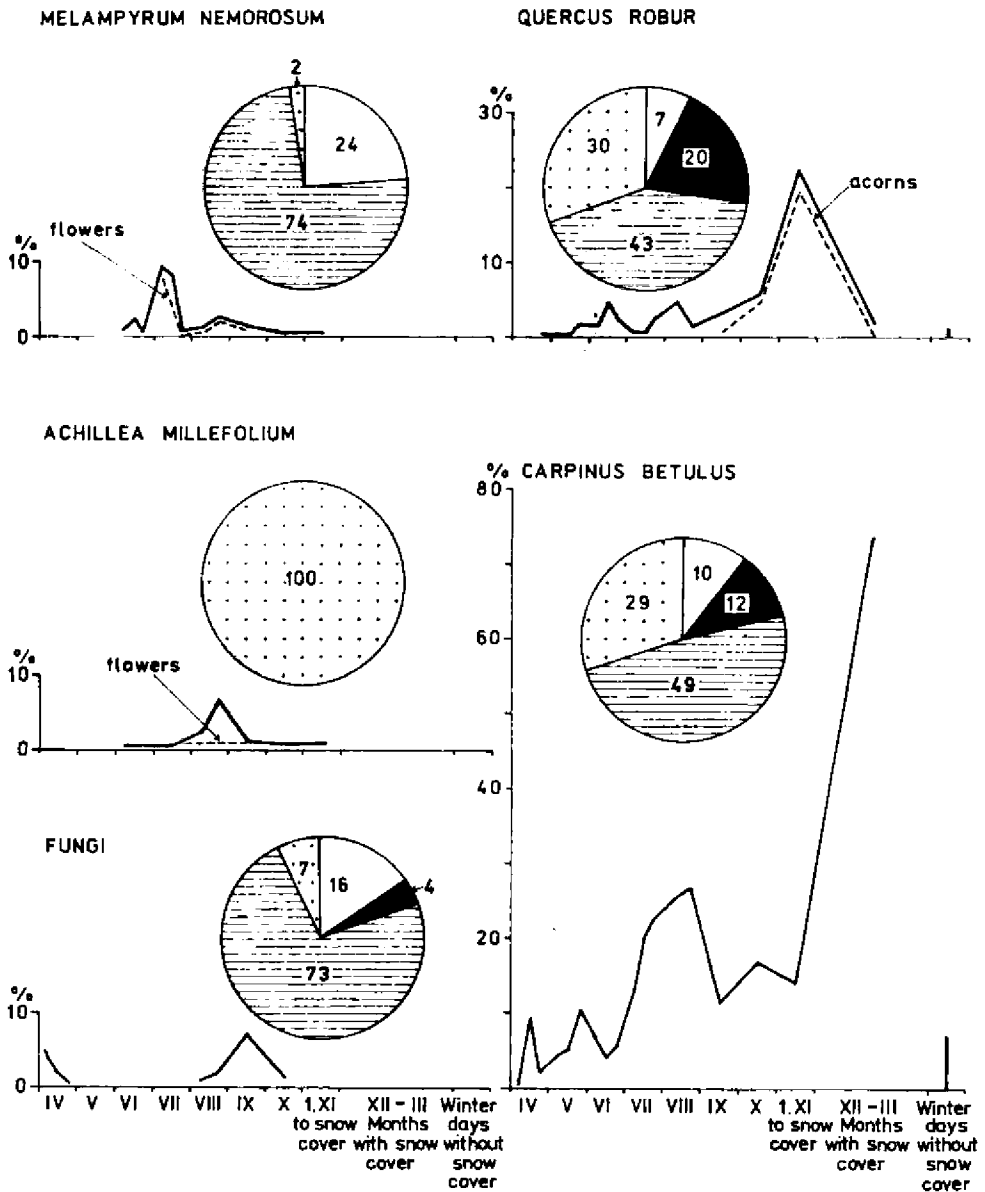 MELAMPYRUM NEMOROSUM
2
24
74
flowers
%
10
0
QUERCUS ROBUR
%
30
10
0
7
20
30
43
acorns
ACHILLEA MILLEFOLIUM
100
flowers
%
10
0
% CARPINUS BETULUS
80
60
40
20
10
12
29
49
FUNGI
7
16
4
73
%
10
0
IV V VI VII VIII IX X 1.XI XII-III Winter
to snow Months days
cover with snow without
cover snow
cover
IV V VI VII VIII IX X 1.XI XII-III Winter
to snow Months days
cover with snow without
cover snow
cover